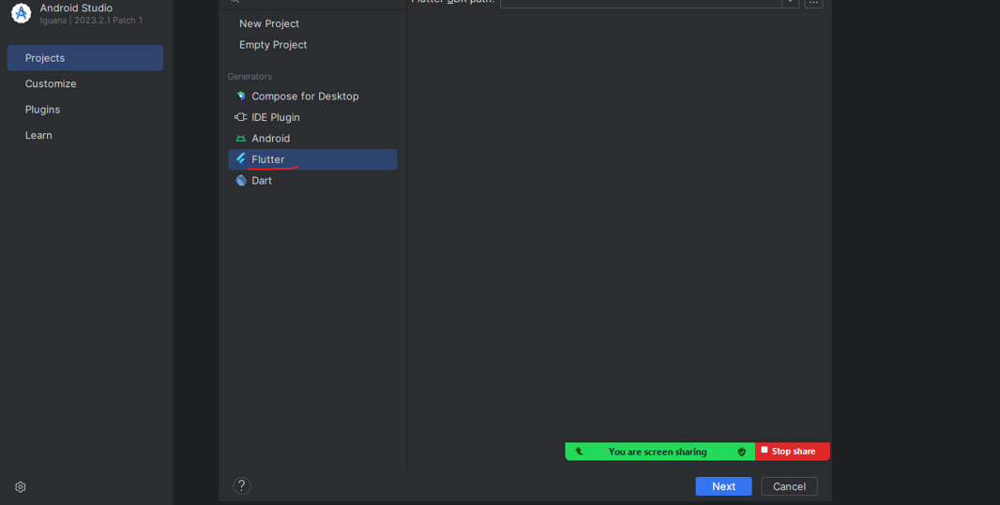 Android Studio
Iguana | 2023.2.1 Patch 1
Projects
Customize
Plugins
Learn
New Project
Empty Project
Generators
Compose for Desktop
IDE Plugin
Android
Flutter
Dart
Flutter SDK path:
...
You are screen sharing
Stop share
?
Next
Cancel